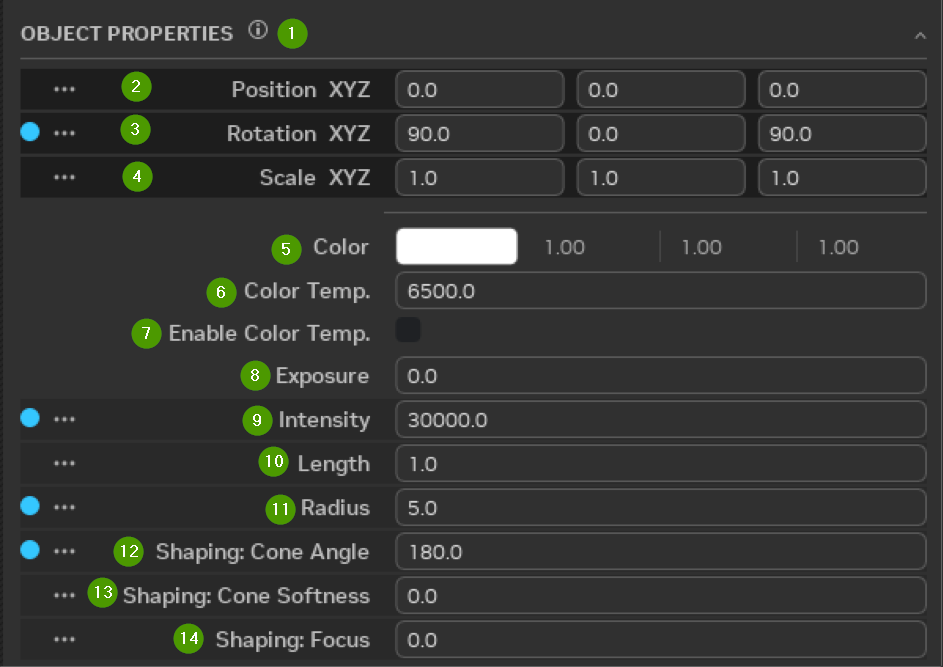 OBJECT PROPERTIES 1
2 Position XYZ 0.0 0.0 0.0
3 Rotation XYZ 90.0 0.0 90.0
4 Scale XYZ 1.0 1.0 1.0
5 Color 1.00 1.00 1.00
6 Color Temp. 6500.0
7 Enable Color Temp.
8 Exposure 0.0
9 Intensity 30000.0
10 Length 1.0
11 Radius 5.0
12 Shaping: Cone Angle 180.0
13 Shaping: Cone Softness 0.0
14 Shaping: Focus 0.0